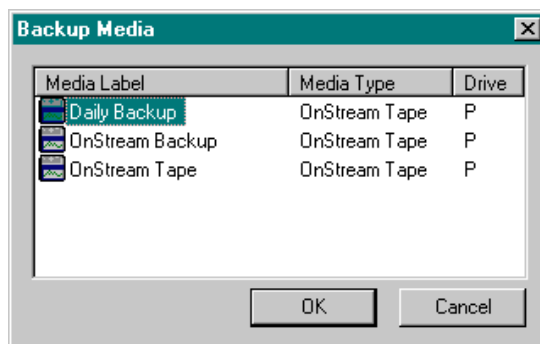 Backup Media
Media Label Media Type Drive
Daily Backup OnStream Tape P
OnStream Backup OnStream Tape P
OnStream Tape OnStream Tape P
OK Cancel